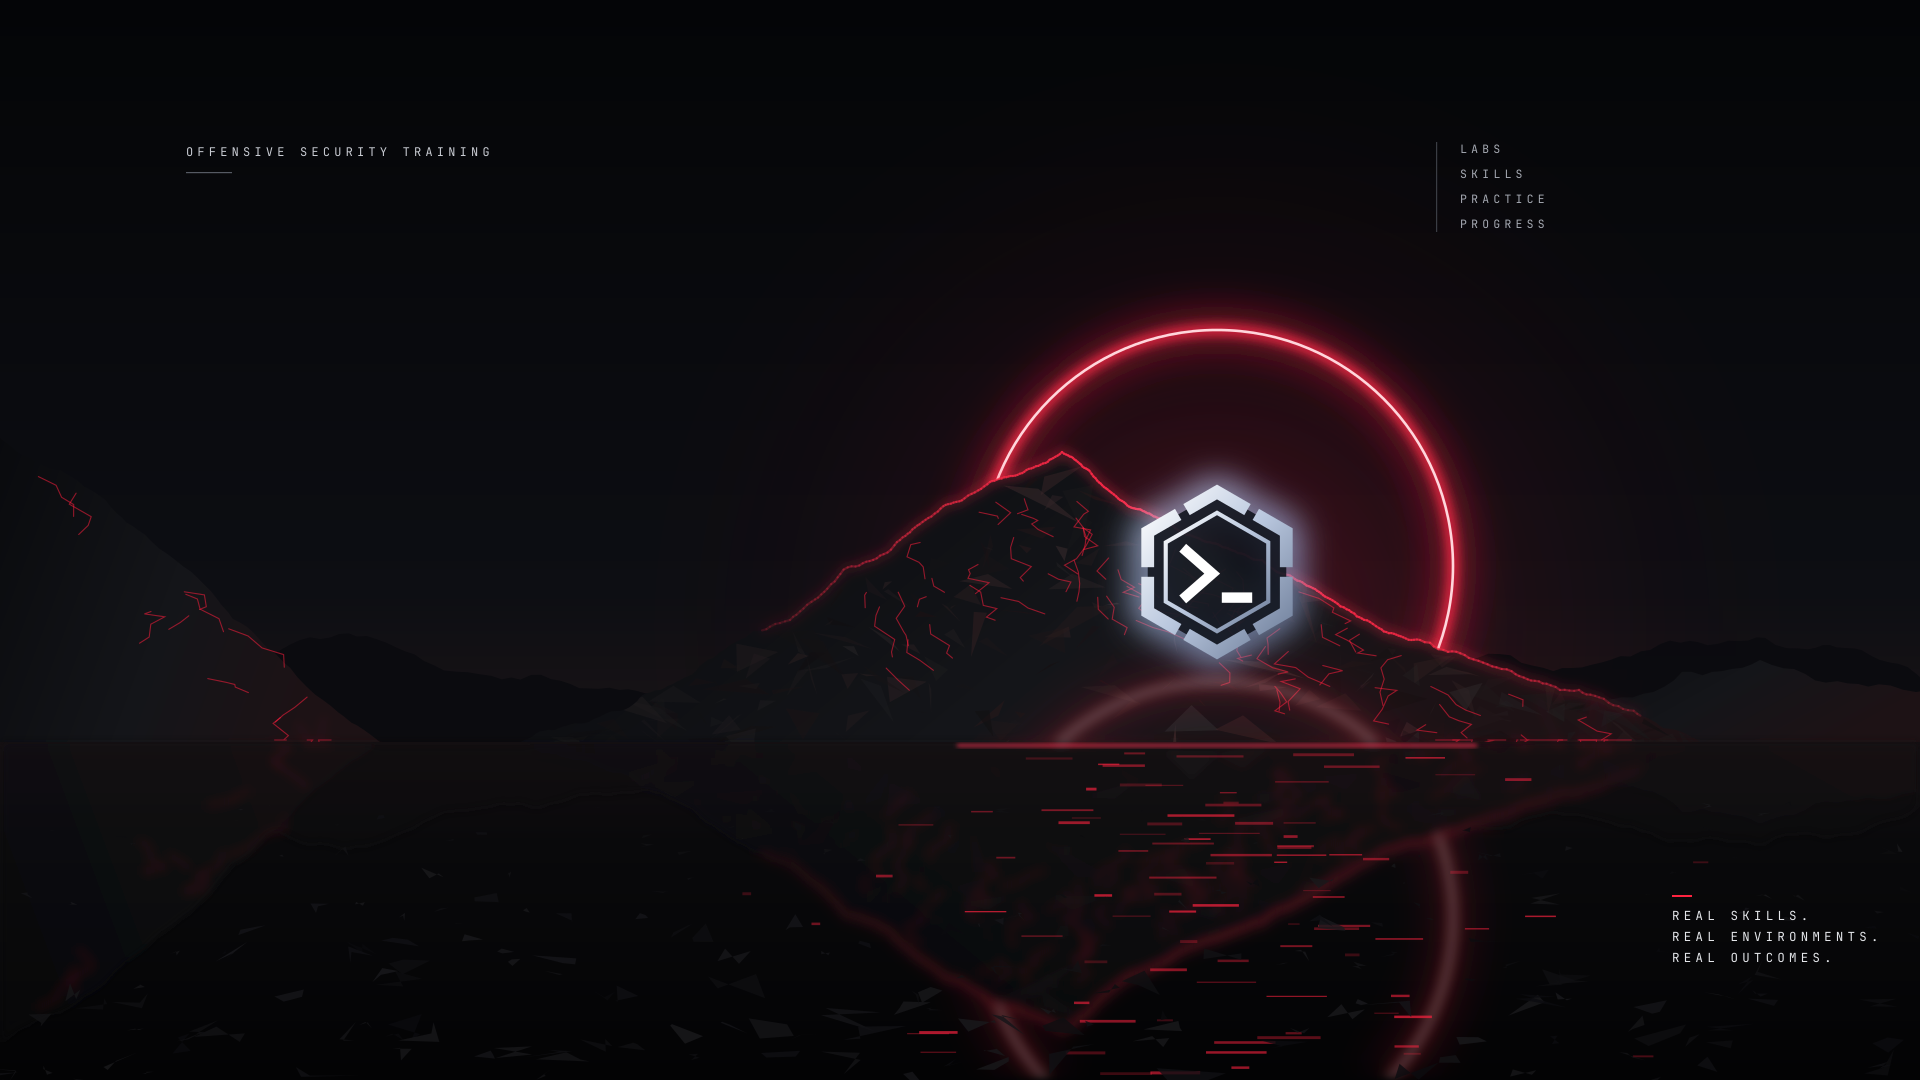 OFFENSIVE SECURITY TRAINING
LABS
SKILLS
PRACTICE
PROGRESS
>_
REAL SKILLS.
REAL ENVIRONMENTS.
REAL OUTCOMES.